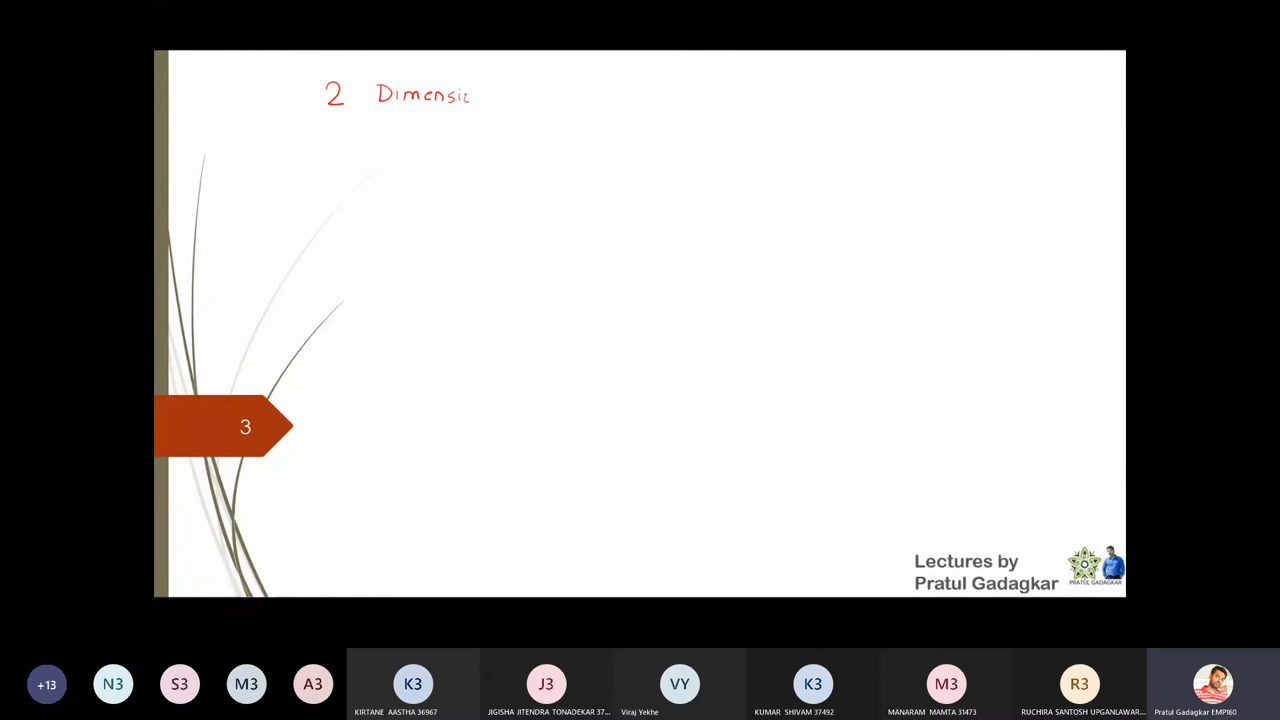 2 Dimensi
3
Lectures by
Pratul Gadagkar
PRATUL GADAGKAR
+13
N3
S3
M3
A3
K3
J3
VY
K3
M3
R3
KIRTANE AASTHA 36967
JIGISHA JITENDRA TONADEKAR 37...
Viraj Yekhe
KUMAR SHIVAM 37492
MANARAM MAMTA 31473
RUCHIRA SANTOSH UPGANLAWAR...
Pratul Gadagkar EMP160